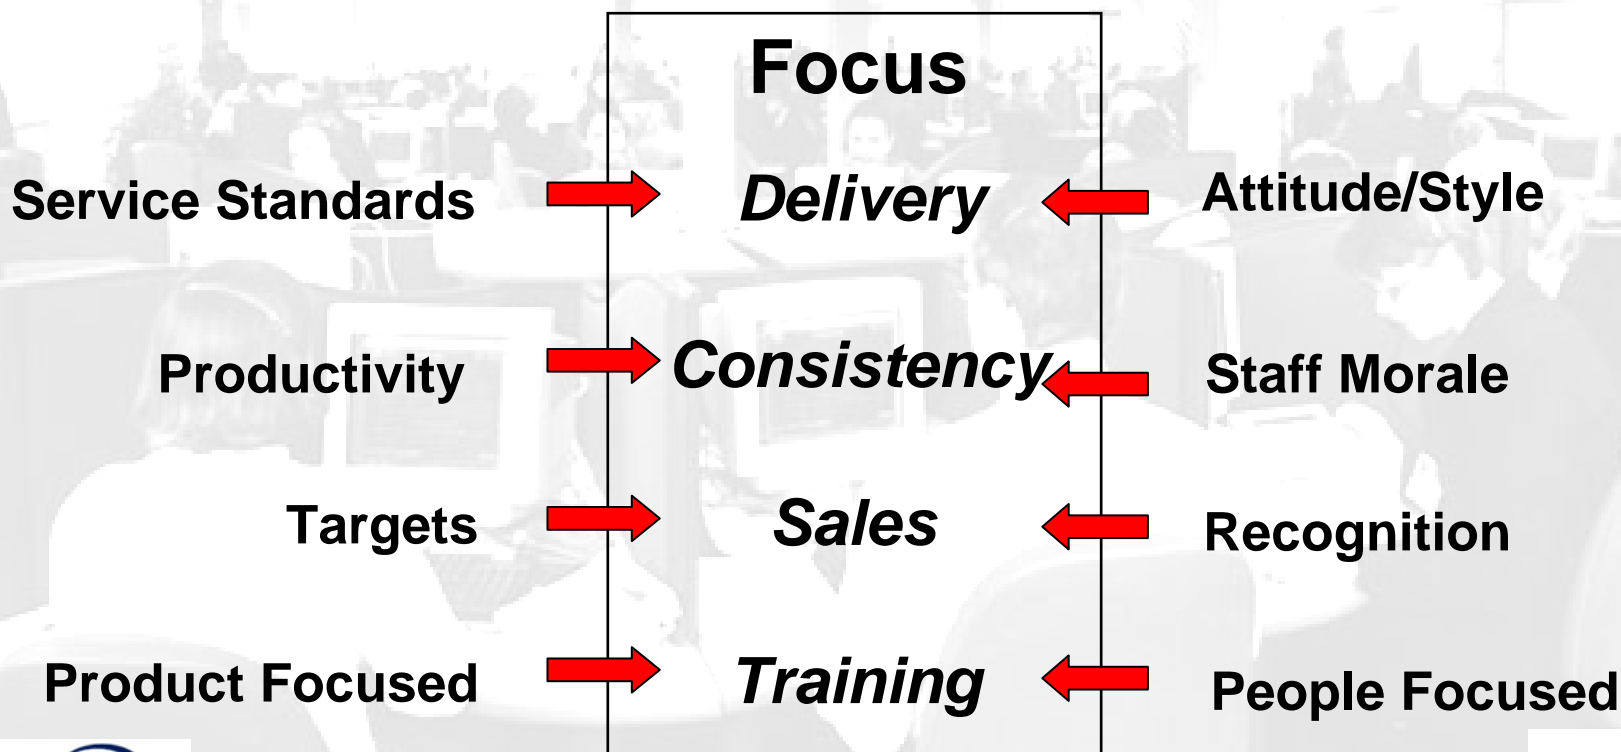 Focus
Service Standards Delivery Attitude/Style
Productivity Consistency Staff Morale
Targets Sales Recognition
Product Focused Training People Focused